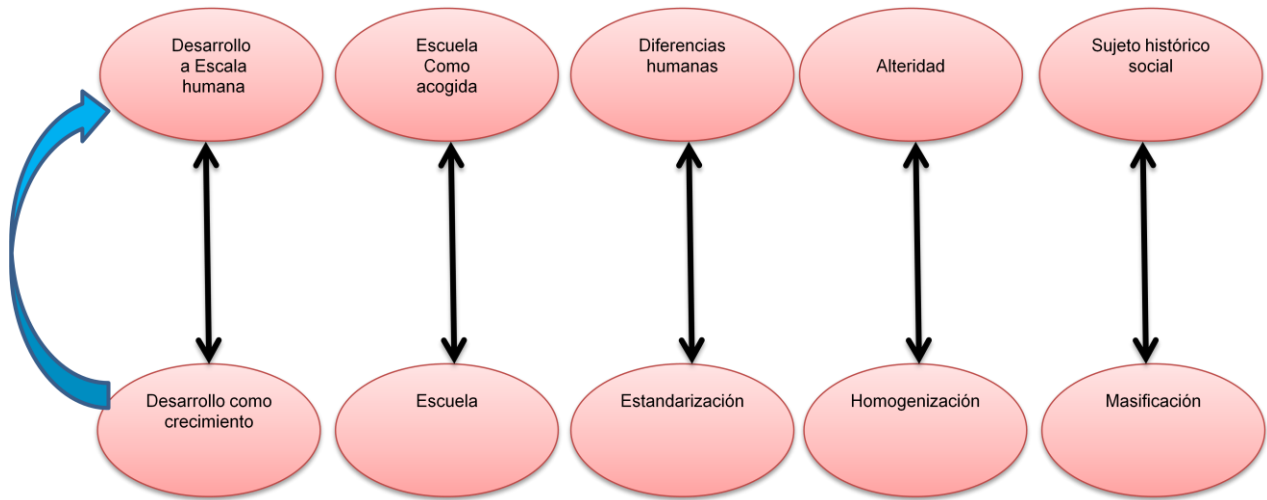 Desarrollo
a Escala
humana
Escuela
Como
acogida
Diferencias
humanas
Alteridad
Sujeto histórico
social
Desarrollo como
crecimiento
Escuela
Estandarización
Homogenización
Masificación